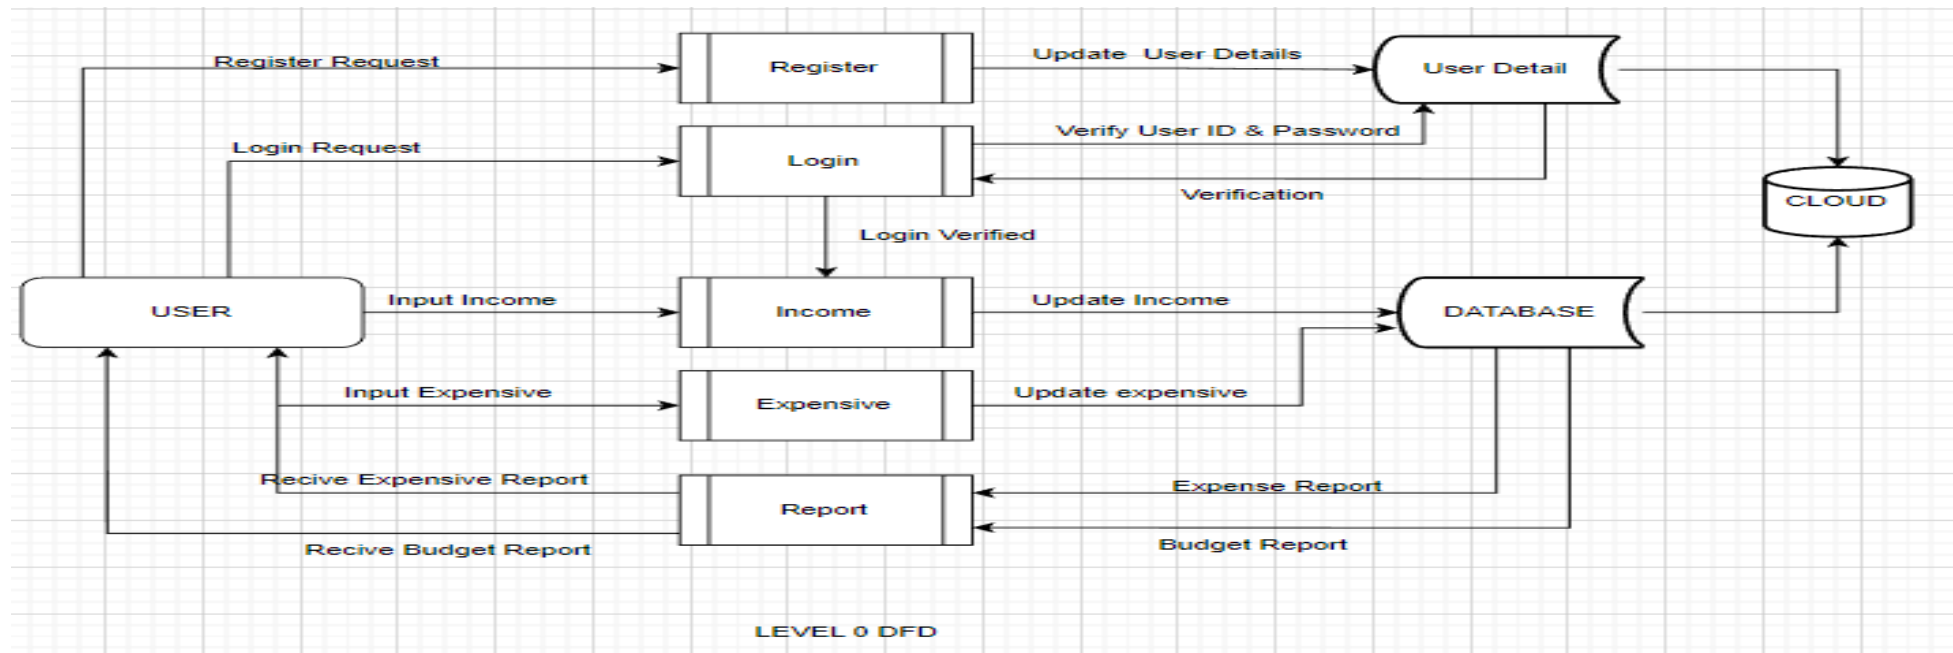 Register Request
Register
Update User Details
User Detail
Login Request
Login
Verify User ID & Password
Verification
CLOUD
Login Verified
USER
Input Income
Income
Update Income
DATABASE
Input Expensive
Expensive
Update expensive
Recive Expensive Report
Report
Expense Report
Recive Budget Report
Budget Report
LEVEL 0 DFD